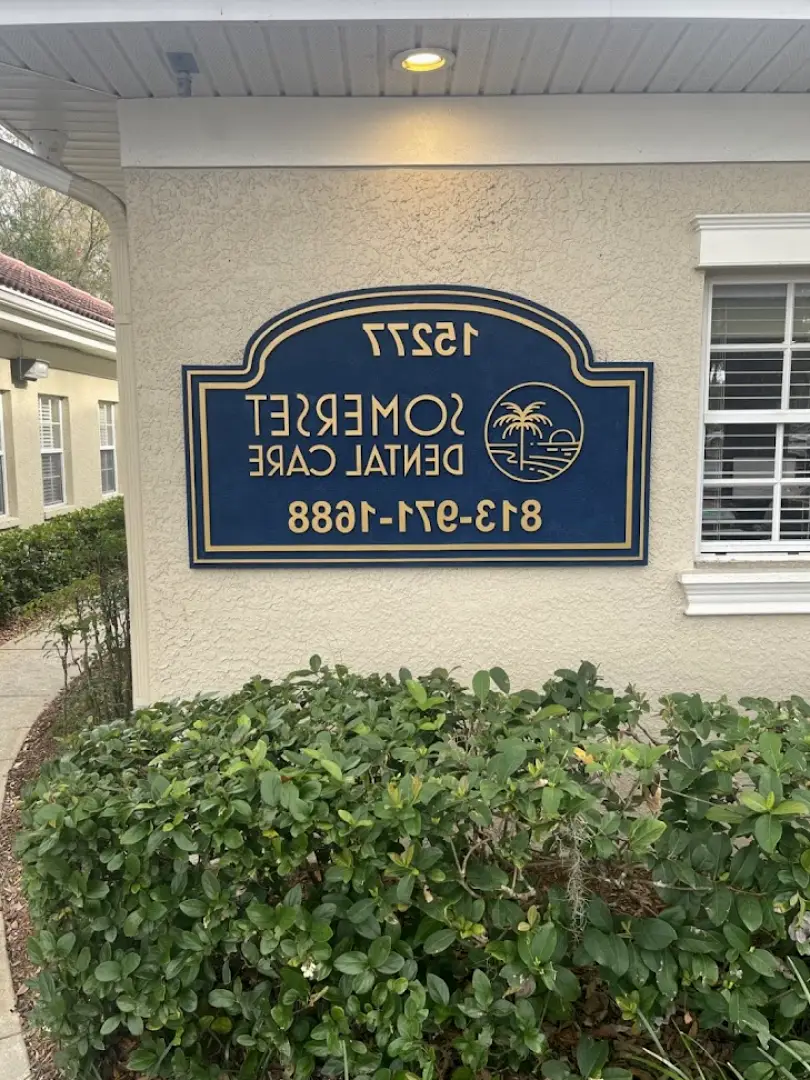 15277
SOMERSET
DENTAL CARE
813-971-1688